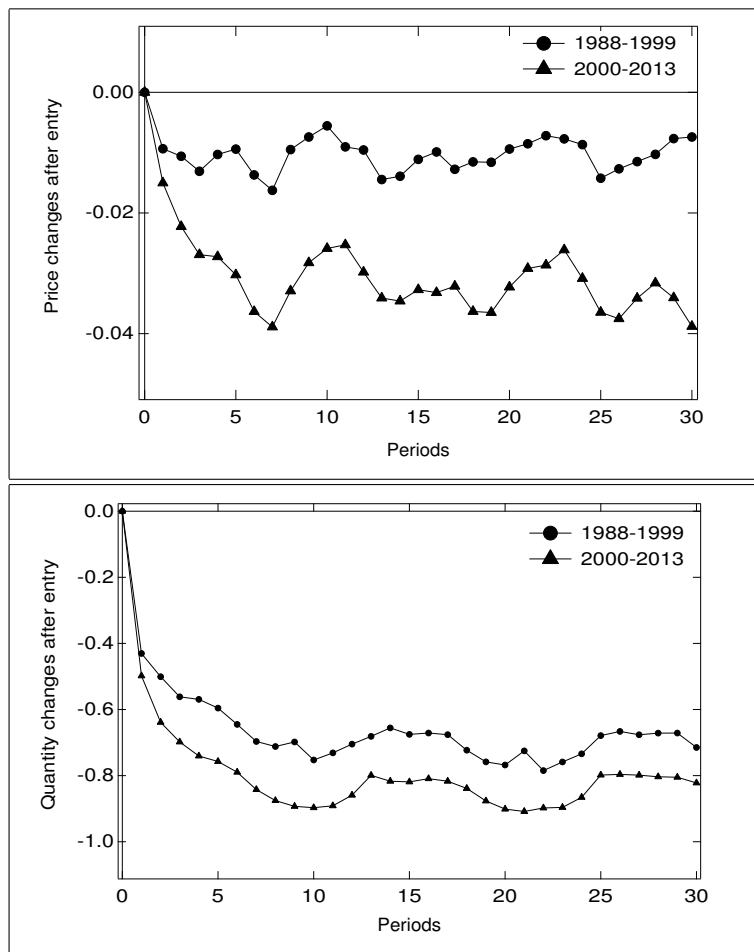 1988-1999
2000-2013
0.00
-0.02
-0.04
Price changes after entry
0 5 10 15 20 25 30
Periods
0.0
1988-1999
2000-2013
-0.2
-0.4
-0.6
-0.8
-1.0
Quantity changes after entry
0 5 10 15 20 25 30
Periods